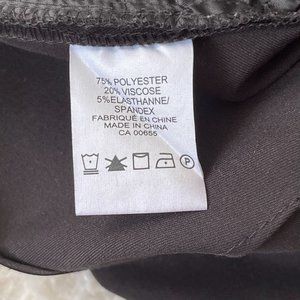 75% POLYESTER
20% VISCOSE
5%ELASTHANNE/
SPANDEX
FABRIQUÉ EN CHINE
MADE IN CHINA
CA 00655
P